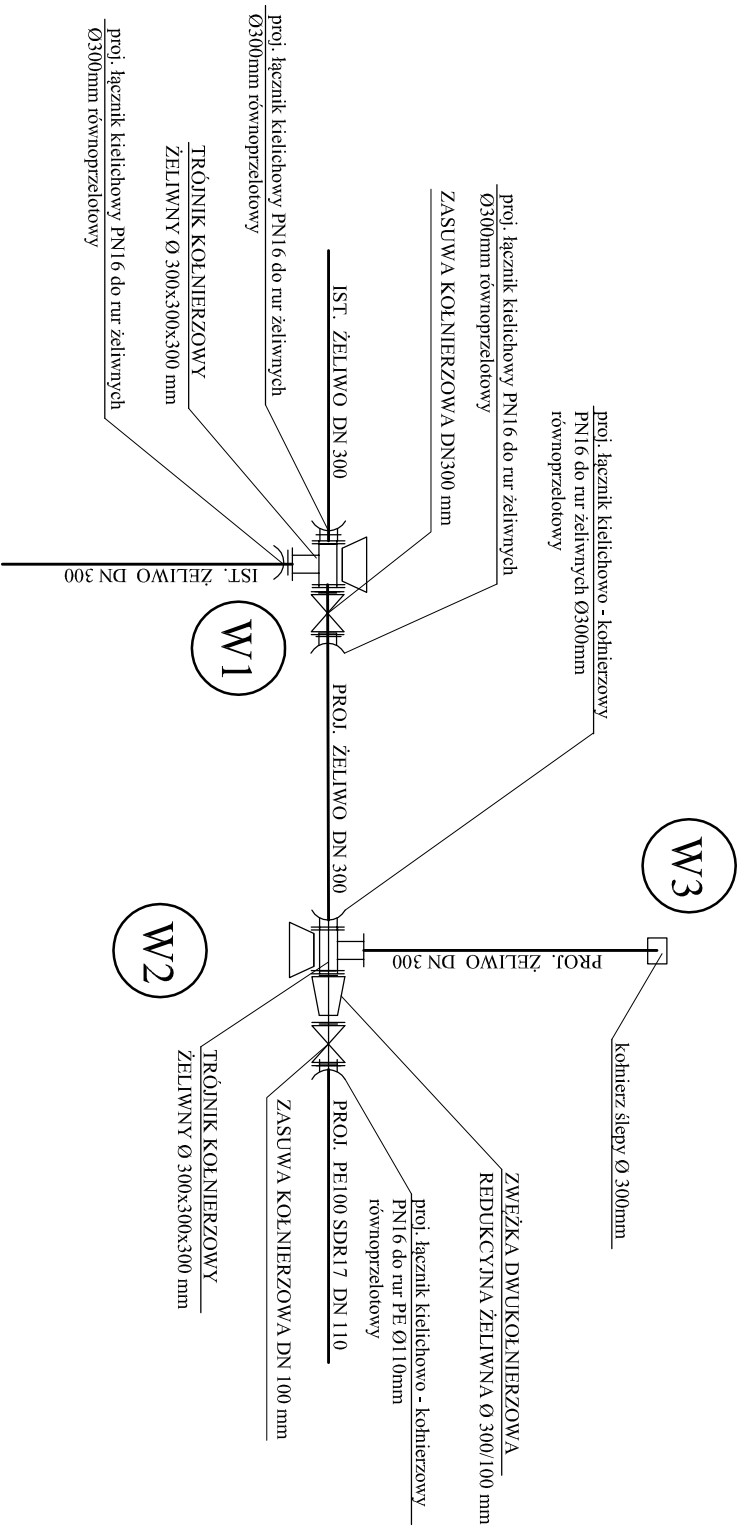 proj. łącznik kielichowy PN16 do rur żeliwnych
Ø300mm równoprzelotowy
TRÓJNIK KOŁNIERZOWY
ŻELIWNY Ø 300x300x300 mm
proj. łącznik kielichowy PN16 do rur żeliwnych
Ø300mm równoprzelotowy
IST. ŻELIWO DN 300
IST. ŻELIWO DN 300
W1
ZASUWA KOŁNIERZOWA DN300 mm
proj. łącznik kielichowy PN16 do rur żeliwnych
Ø300mm równoprzelotowy
PROJ. ŻELIWO DN 300
proj. łącznik kielichowo - kołnierzowy
PN16 do rur żeliwnych Ø300mm
równoprzelotowy
W3
PROJ. ŻELIWO DN 300
kołnierz ślepy Ø 300mm
W2
TRÓJNIK KOŁNIERZOWY
ŻELIWNY Ø 300x300x300 mm
ZASUWA KOŁNIERZOWA DN 100 mm
PROJ. PE100 SDR17 DN 110
proj. łącznik kielichowo - kołnierzowy
PN16 do rur PE Ø110mm
równoprzelotowy
ZWĘŻKA DWUKOŁNIERZOWA
REDUKCYJNA ŻELIWNA Ø 300/100 mm